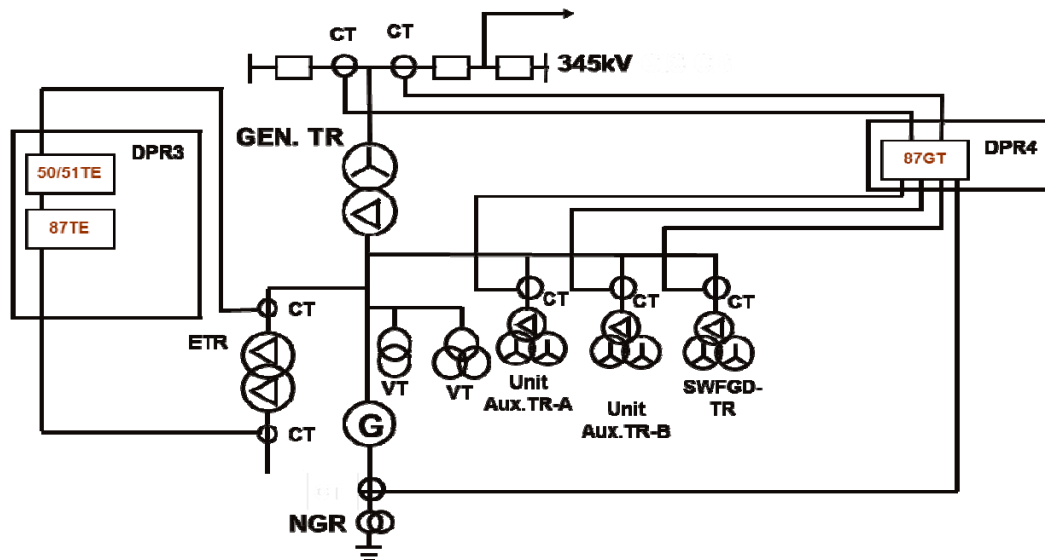 CT
CT
345kV
GEN. TR
DPR3
50/51TE
87TE
87GT
DPR4
CT
CT
CT
CT
ETR
VT
VT
Unit
Aux.TR-A
Unit
Aux.TR-B
SWFGD-
TR
G
CT
NGR